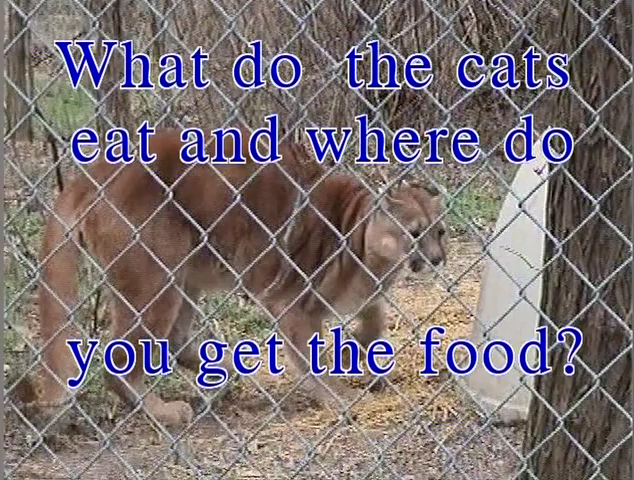 What do the cats
eat and where do
you get the food?